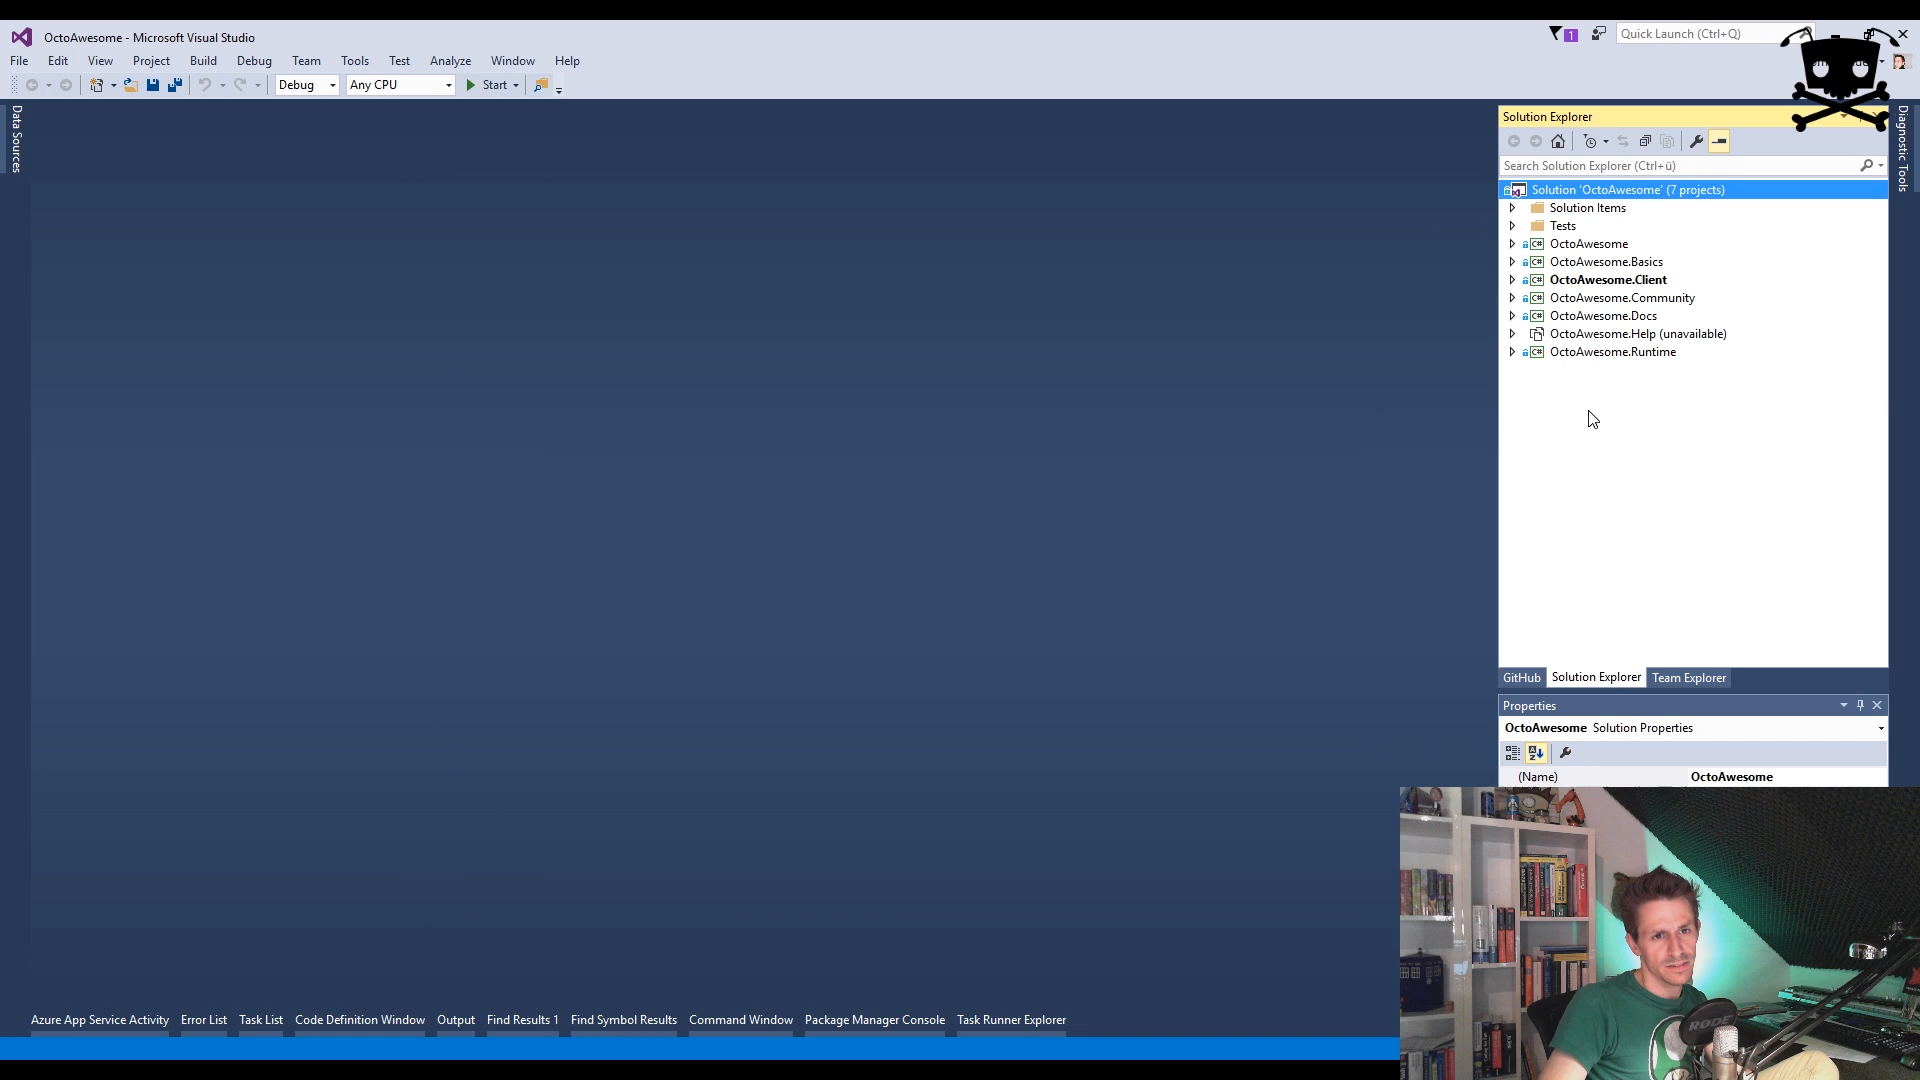 OctoAwesome - Microsoft Visual Studio
1
Quick Launch (Ctrl+Q)
File Edit View Project Build Debug Team Tools Test Analyze Window Help
Debug Any CPU Start
Data Sources
Diagnostic Tools
Solution Explorer
Search Solution Explorer (Ctrl+ü)
Solution 'OctoAwesome' (7 projects)
Solution Items
Tests
C# OctoAwesome
C# OctoAwesome.Basics
C# OctoAwesome.Client
C# OctoAwesome.Community
C# OctoAwesome.Docs
OctoAwesome.Help (unavailable)
C# OctoAwesome.Runtime
GitHub Solution Explorer Team Explorer
Properties
OctoAwesome Solution Properties
(Name) OctoAwesome
RODE
Azure App Service Activity Error List Task List Code Definition Window Output Find Results 1 Find Symbol Results Command Window Package Manager Console Task Runner Explorer